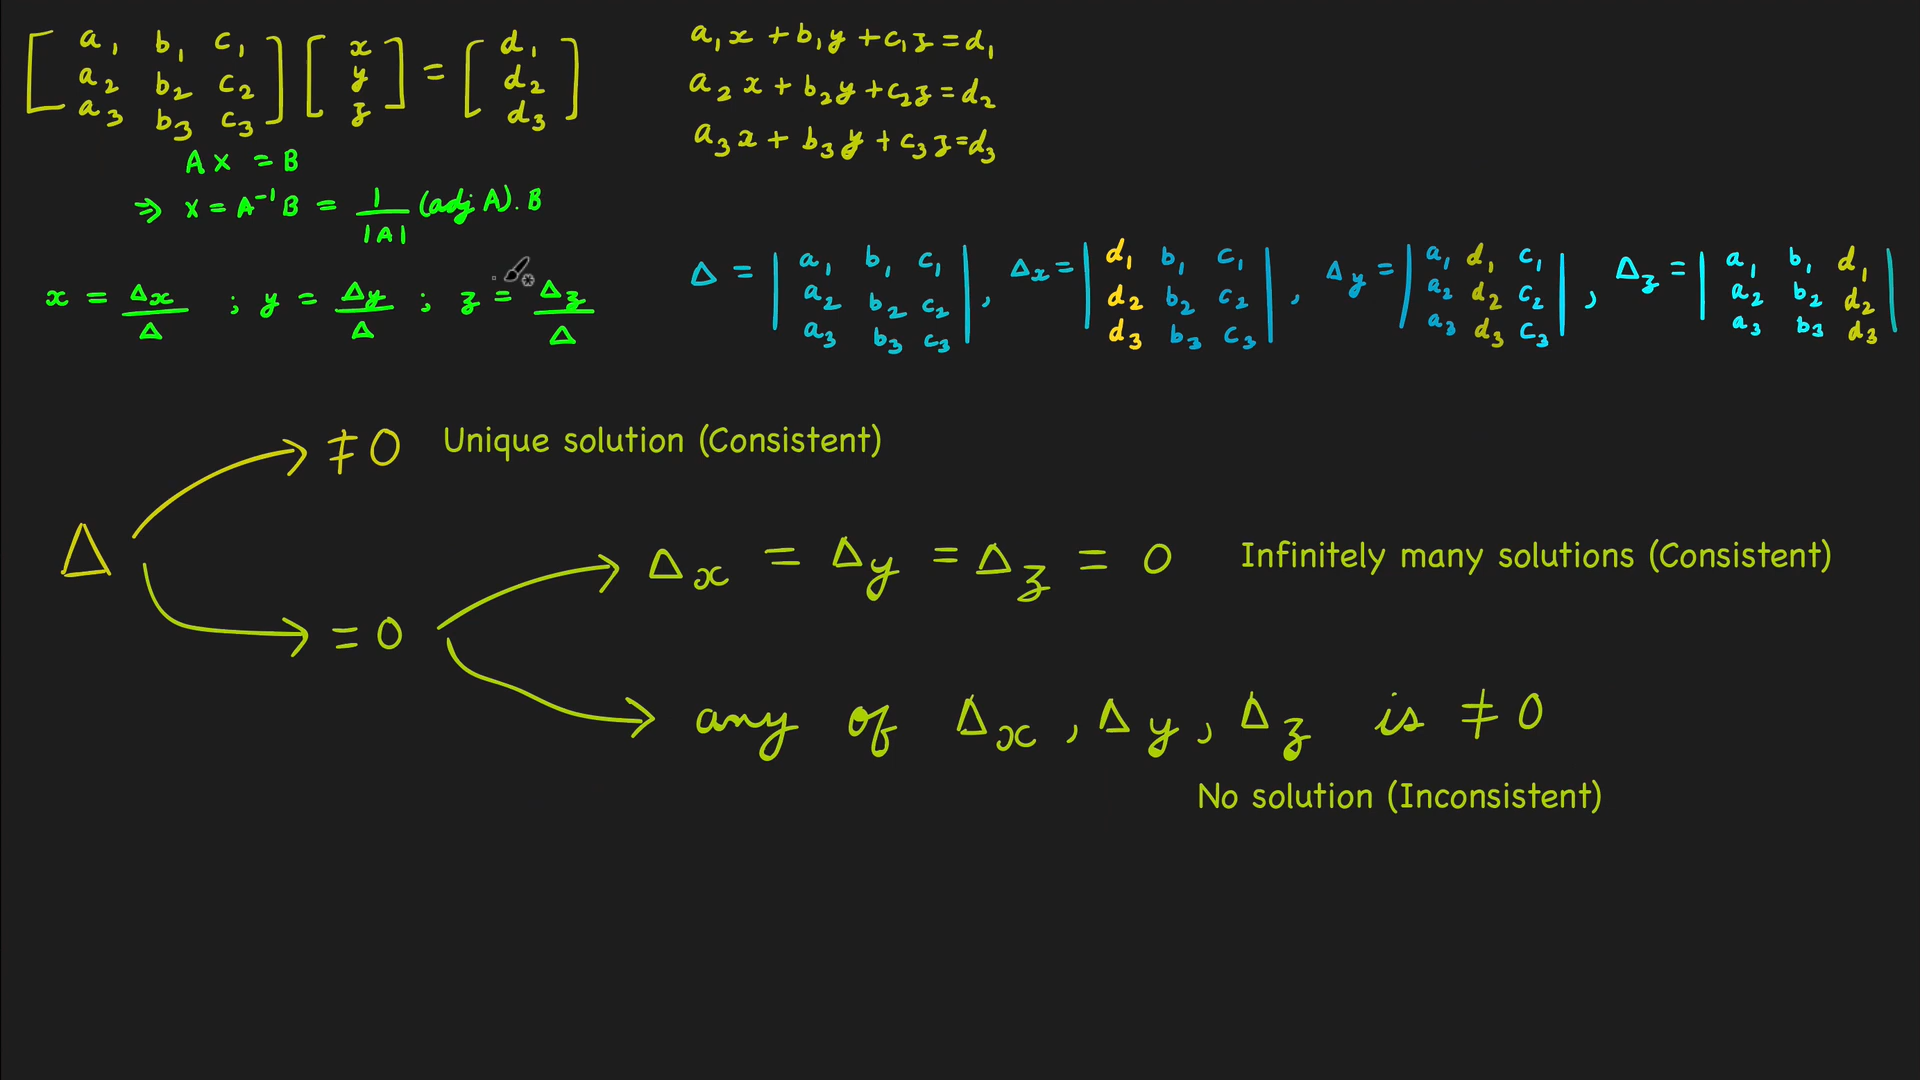 [a₁ b₁ c₁; a₂ b₂ c₂; a₃ b₃ c₃] [x; y; z] = [d₁; d₂; d₃]
a₁x + b₁y + c₁z = d₁
a₂x + b₂y + c₂z = d₂
a₃x + b₃y + c₃z = d₃
AX = B
⇒ X = A⁻¹B = 1/|A| (adj A). B
x = Δx/Δ ; y = Δy/Δ ; z = Δz/Δ
Δ = |a₁ b₁ c₁; a₂ b₂ c₂; a₃ b₃ c₃| , Δx = |d₁ b₁ c₁; d₂ b₂ c₂; d₃ b₃ c₃| , Δy = |a₁ d₁ c₁; a₂ d₂ c₂; a₃ d₃ c₃| , Δz = |a₁ b₁ d₁; a₂ b₂ d₂; a₃ b₃ d₃|
≠ 0 Unique solution (Consistent)
Δ
= 0
Δx = Δy = Δz = 0 Infinitely many solutions (Consistent)
any of Δx , Δy , Δz is ≠ 0
No solution (Inconsistent)